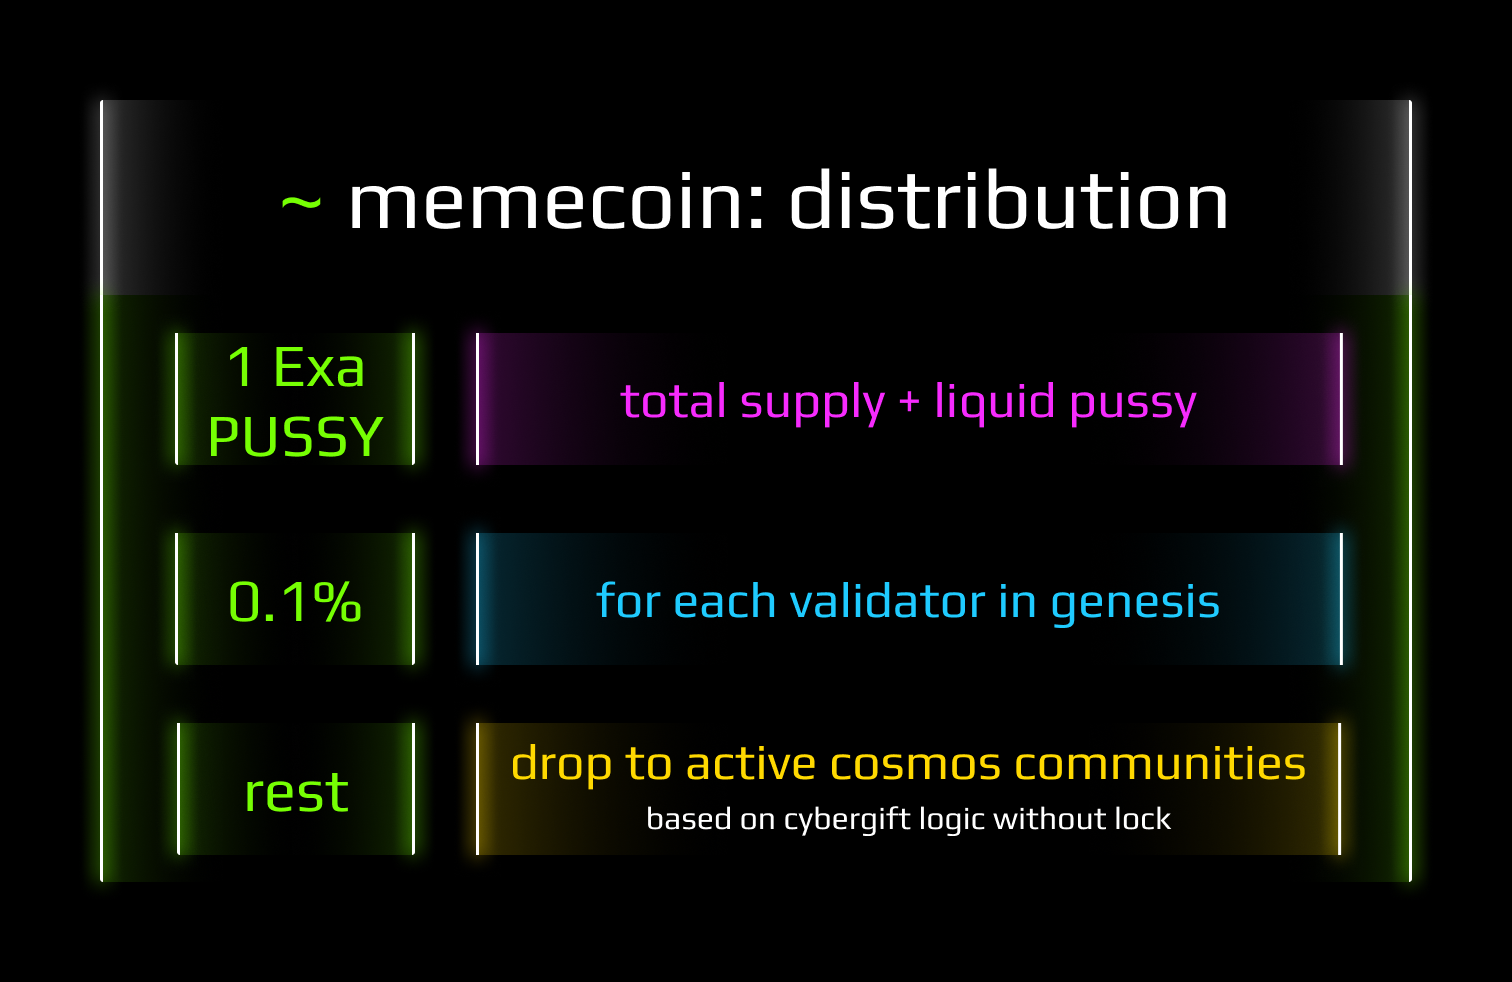 ~ memecoin: distribution
1 Exa
PUSSY
total supply + liquid pussy
0.1%
for each validator in genesis
rest
drop to active cosmos communities
based on cybergift logic without lock